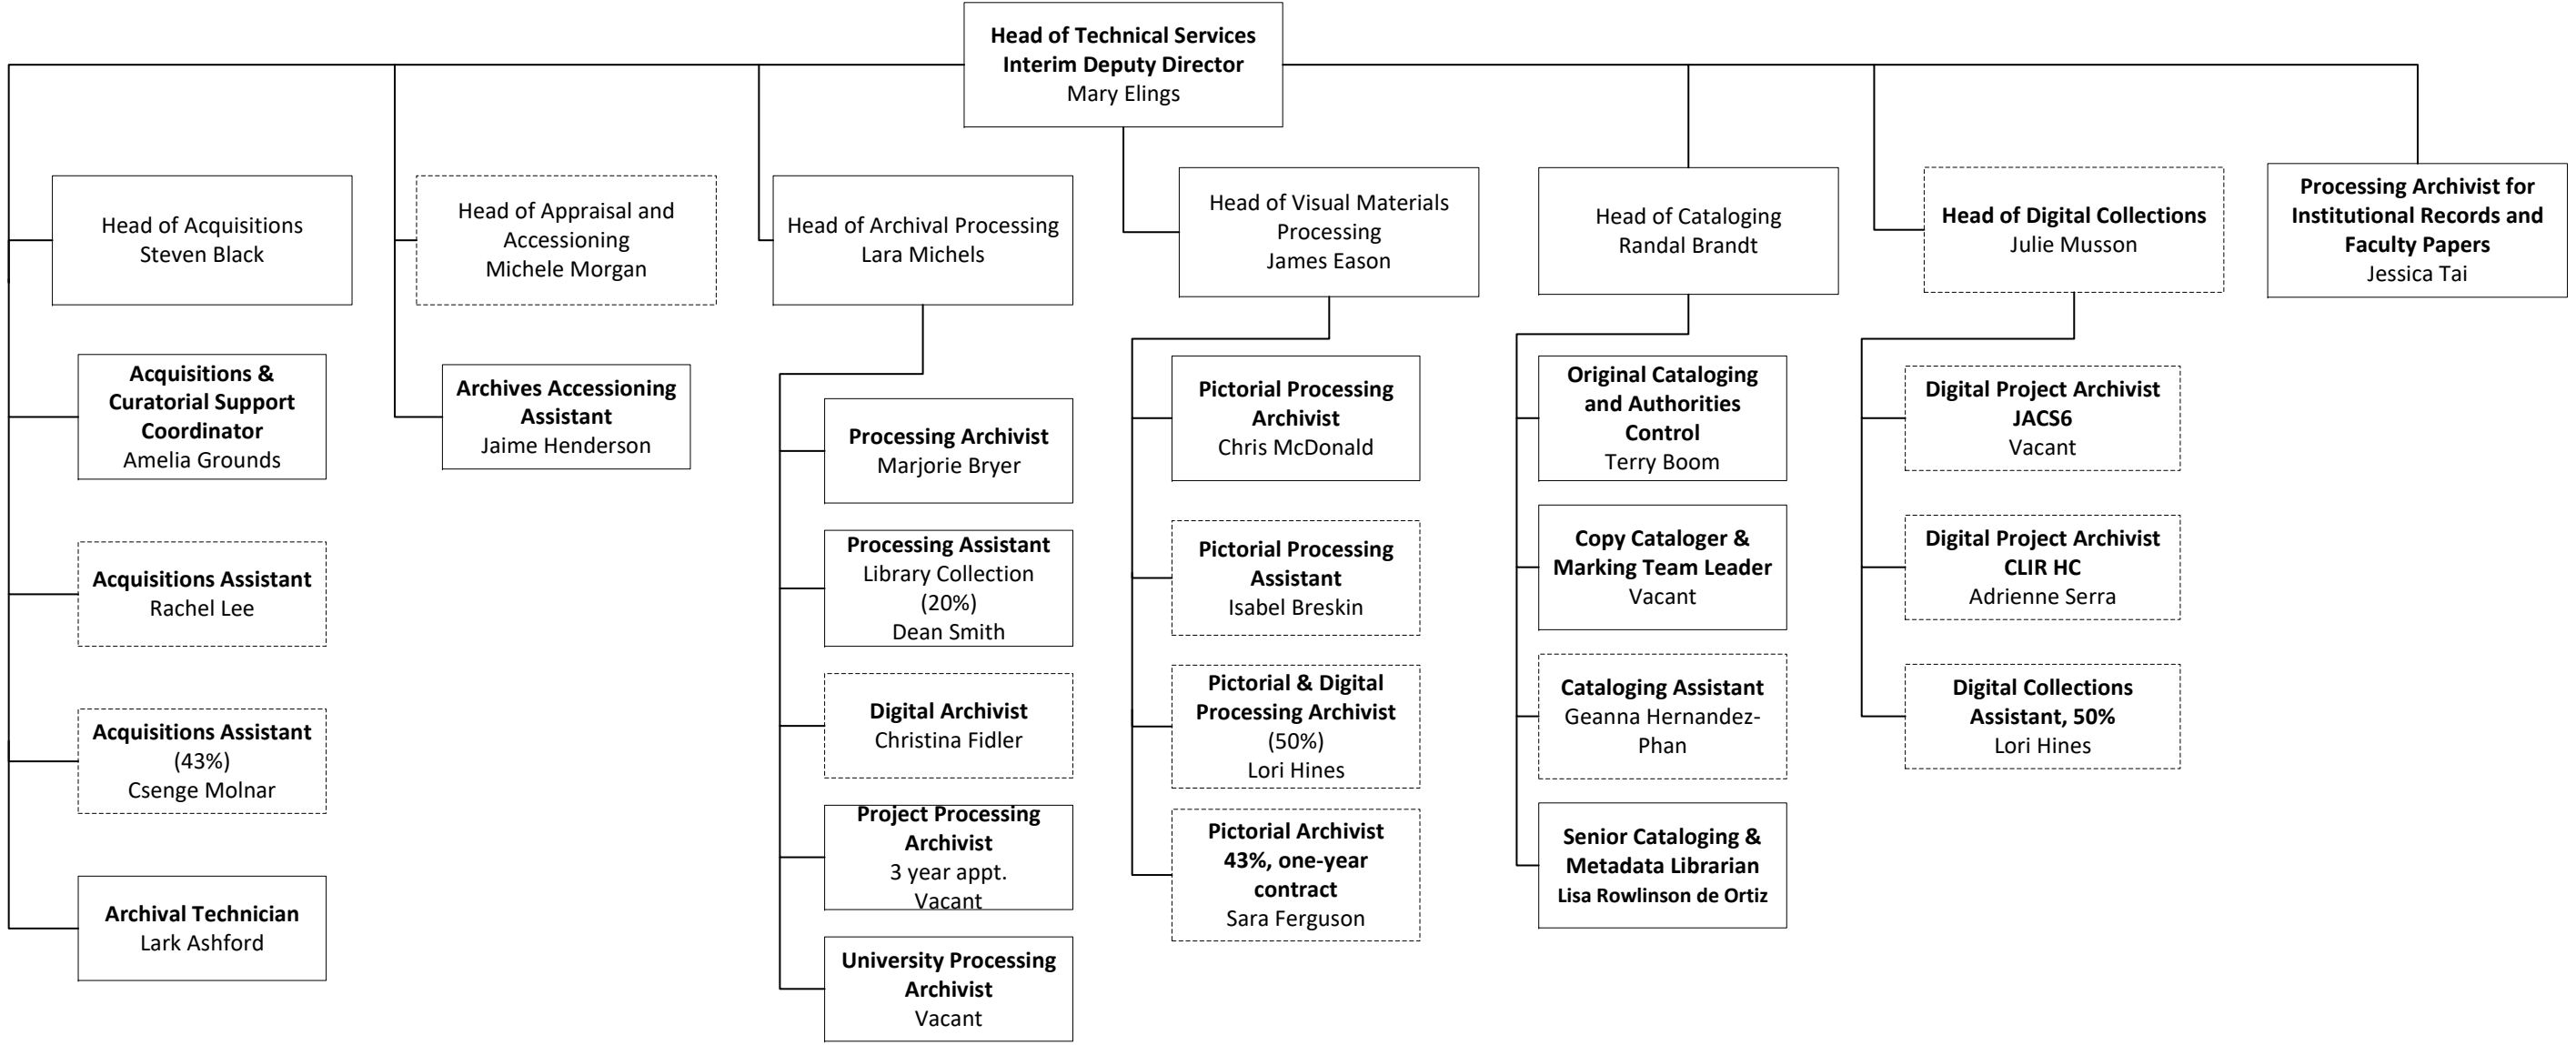 Head of Technical Services
Interim Deputy Director
Mary Elings
Head of Acquisitions
Steven Black
Head of Appraisal and
Accessioning
Michele Morgan
Head of Archival Processing
Lara Michels
Head of Visual Materials
Processing
James Eason
Head of Cataloging
Randal Brandt
Head of Digital Collections
Julie Musson
Processing Archivist for
Institutional Records and
Faculty Papers
Jessica Tai
Acquisitions &
Curatorial Support
Coordinator
Amelia Grounds
Acquisitions Assistant
Rachel Lee
Acquisitions Assistant
(43%)
Csenge Molnar
Archival Technician
Lark Ashford
Archives Accessioning
Assistant
Jaime Henderson
Processing Archivist
Marjorie Bryer
Processing Assistant
Library Collection
(20%)
Dean Smith
Digital Archivist
Christina Fidler
Project Processing
Archivist
3 year appt.
Vacant
University Processing
Archivist
Vacant
Pictorial Processing
Archivist
Chris McDonald
Pictorial Processing
Assistant
Isabel Breskin
Pictorial & Digital
Processing Archivist
(50%)
Lori Hines
Pictorial Archivist
43%, one-year
contract
Sara Ferguson
Original Cataloging
and Authorities
Control
Terry Boom
Copy Cataloger &
Marking Team Leader
Vacant
Cataloging Assistant
Geanna Hernandez-
Phan
Senior Cataloging &
Metadata Librarian
Lisa Rowlinson de Ortiz
Digital Project Archivist
JACS6
Vacant
Digital Project Archivist
CLIR HC
Adrienne Serra
Digital Collections
Assistant, 50%
Lori Hines